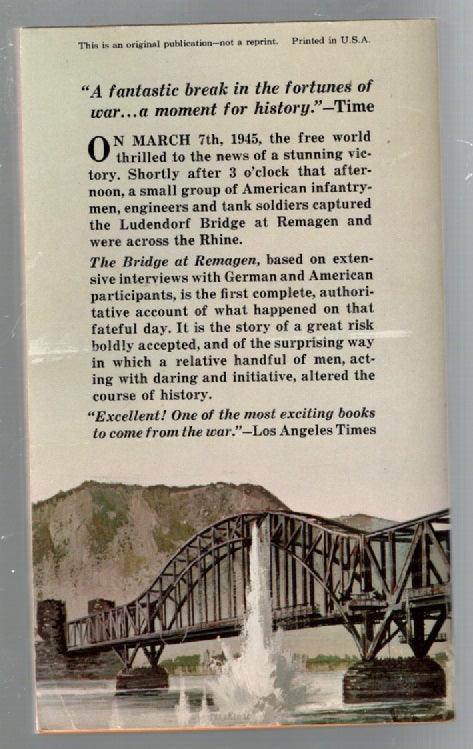 This is an original publication—not a reprint. Printed in U.S.A.
“A fantastic break in the fortunes of
war...a moment for history.”—Time
ON MARCH 7th, 1945, the free world
thrilled to the news of a stunning vic-
tory. Shortly after 3 o'clock that after-
noon, a small group of American infantry-
men, engineers and tank soldiers captured
the Ludendorf Bridge at Remagen and
were across the Rhine.
The Bridge at Remagen, based on exten-
sive interviews with German and American
participants, is the first complete, authori-
tative account of what happened on that
fateful day. It is the story of a great risk
boldly accepted, and of the surprising way
in which a relative handful of men, act-
ing with daring and initiative, altered the
course of history.
“Excellent! One of the most exciting books
to come from the war.”—Los Angeles Times